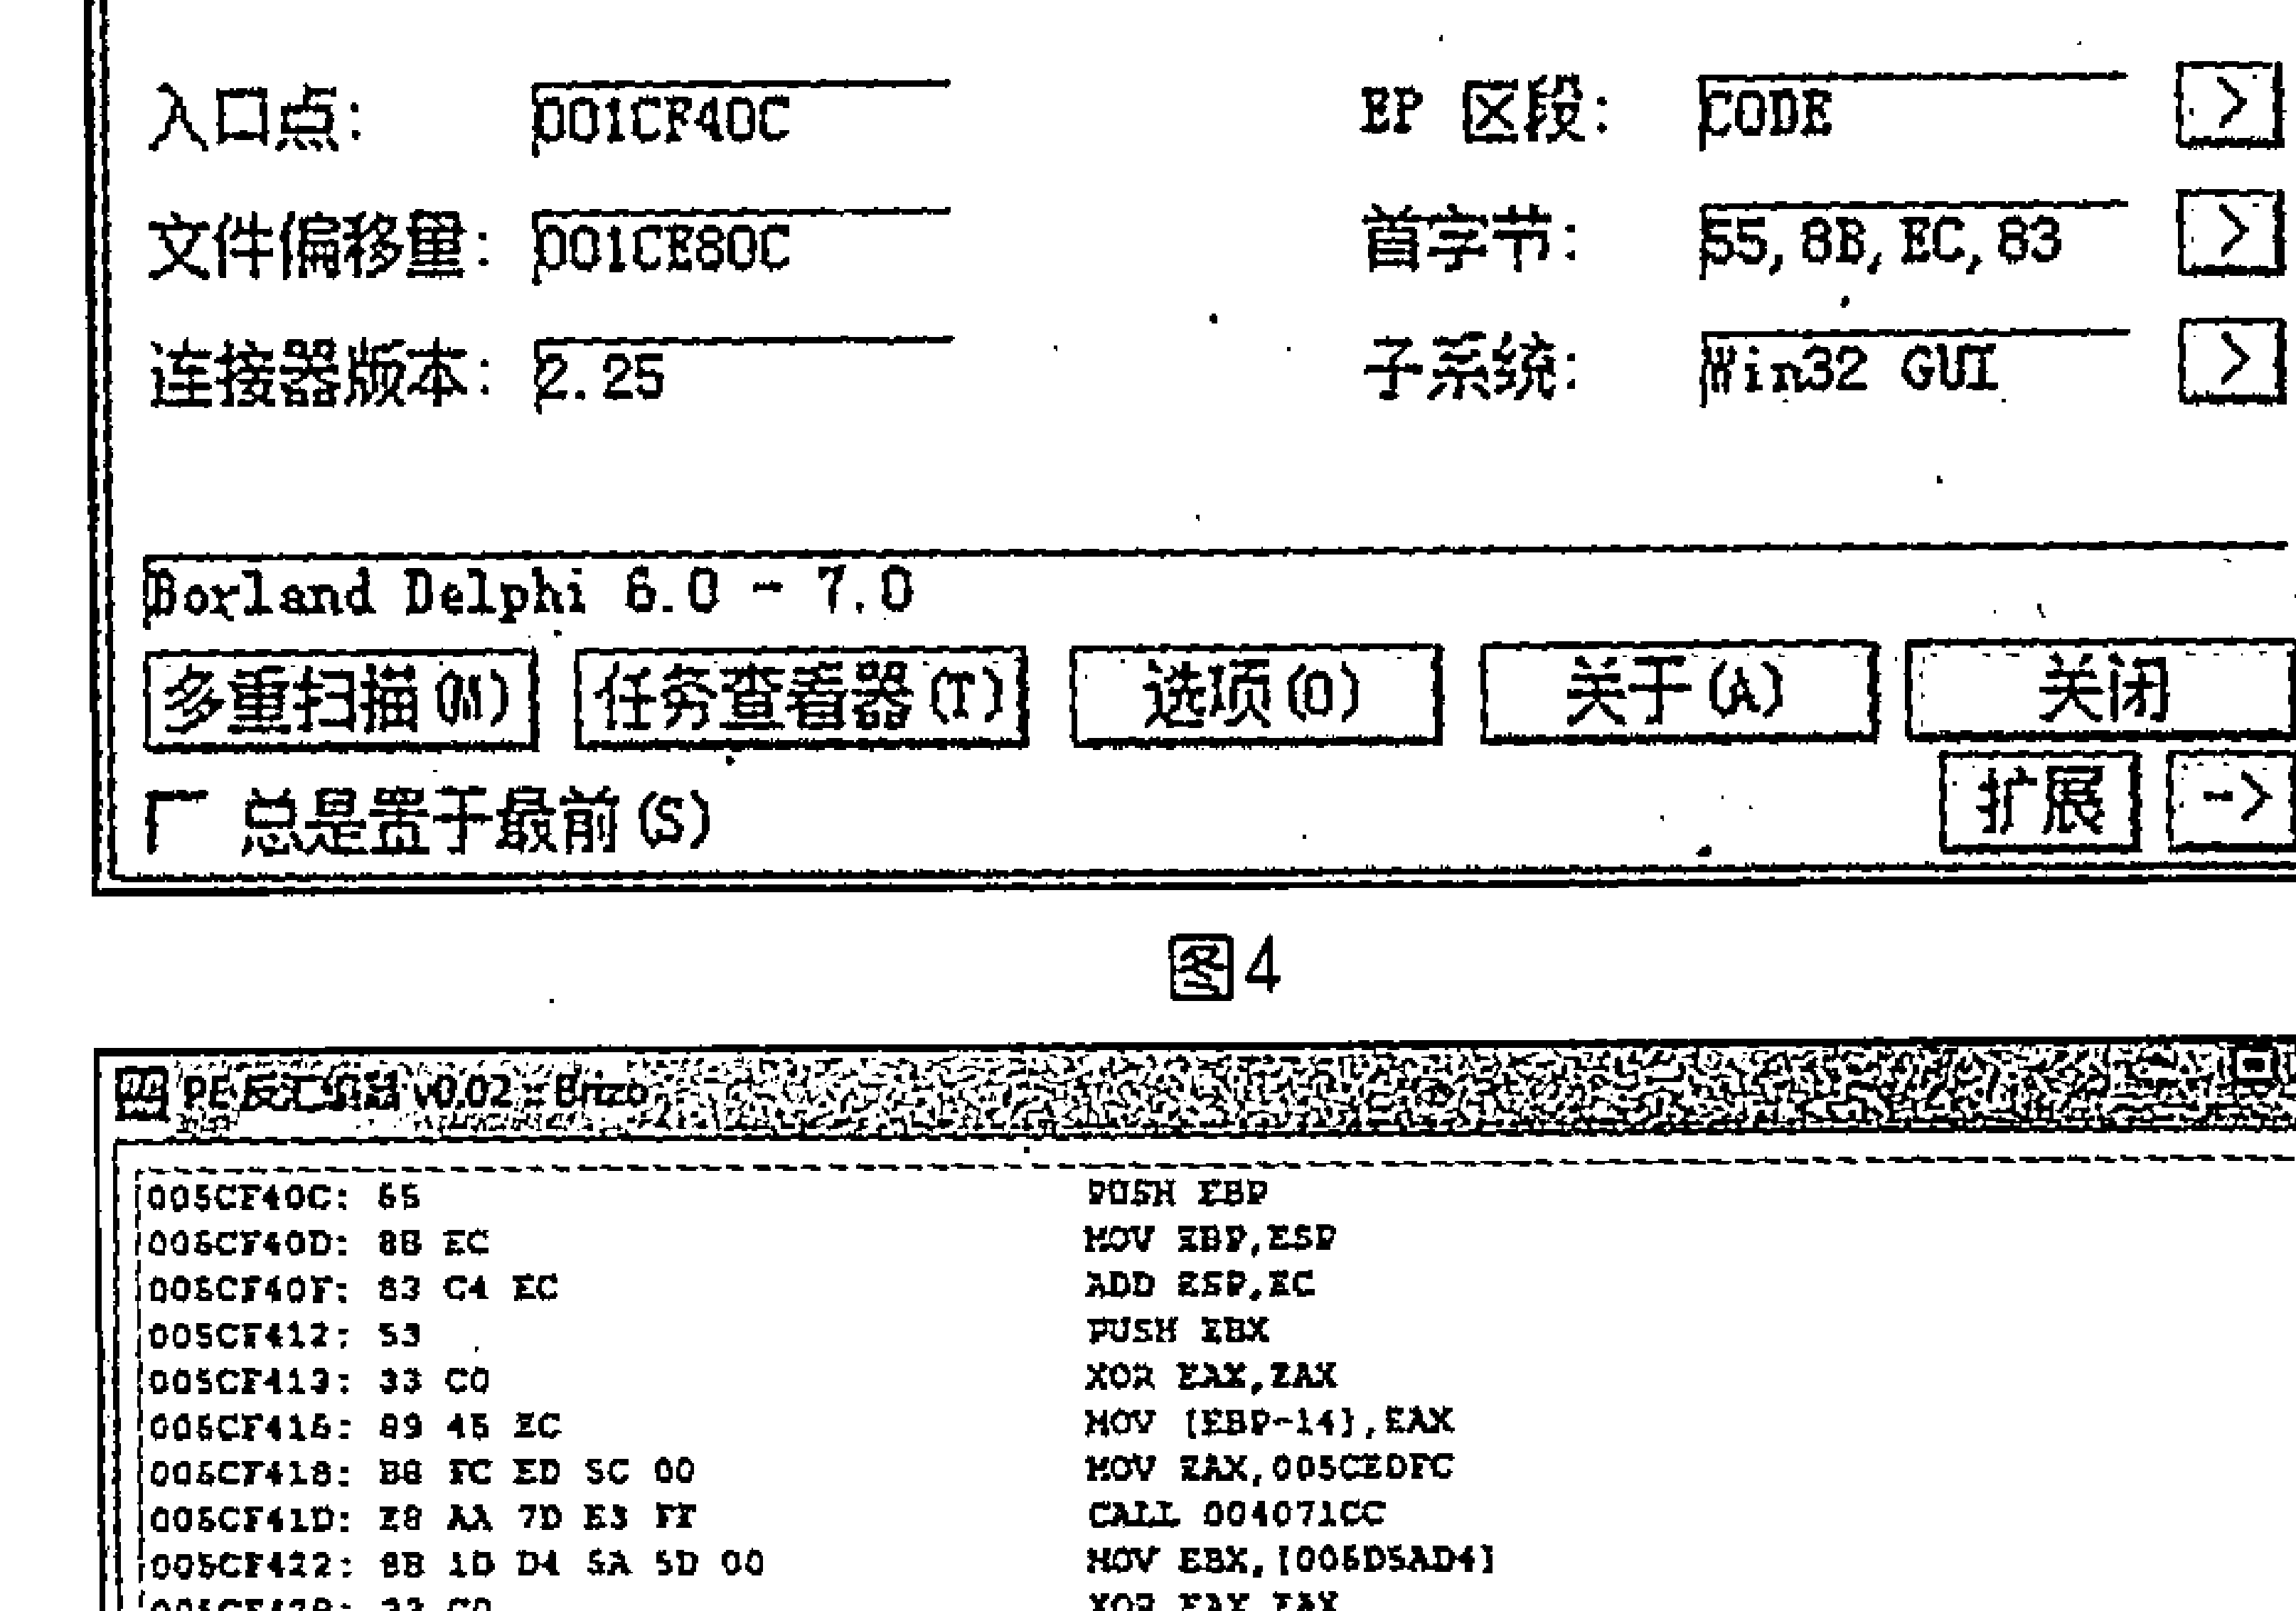 入口点: 001CF40C EP 区段: CODE >
文件偏移量: 001CE80C 首字节: 55,8B,EC,83 >
连接器版本: 2.25 子系统: Win32 GUI >
Borland Delphi 6.0 - 7.0
多重扫描(M) 任务查看器(T) 选项(O) 关于(A) 关闭
总是置于最前(S) 扩展 ->
图4
PE反汇编器 v0.02 - Brizo
005CF40C: 55 PUSH EBP
005CF40D: 8B EC MOV EBP,ESP
005CF40F: 83 C4 EC ADD ESP,EC
005CF412: 53 PUSH EBX
005CF413: 33 C0 XOR EAX,EAX
005CF415: 89 45 EC MOV [EBP-14],EAX
005CF418: B8 FC ED 5C 00 MOV EAX,005CEDFC
005CF41D: E8 AA 7D E3 FF CALL 004071CC
005CF422: 8B 1D D4 5A 5D 00 MOV EBX,[005D5AD4]
005CF428: 33 C0 XOR EAX,EAX